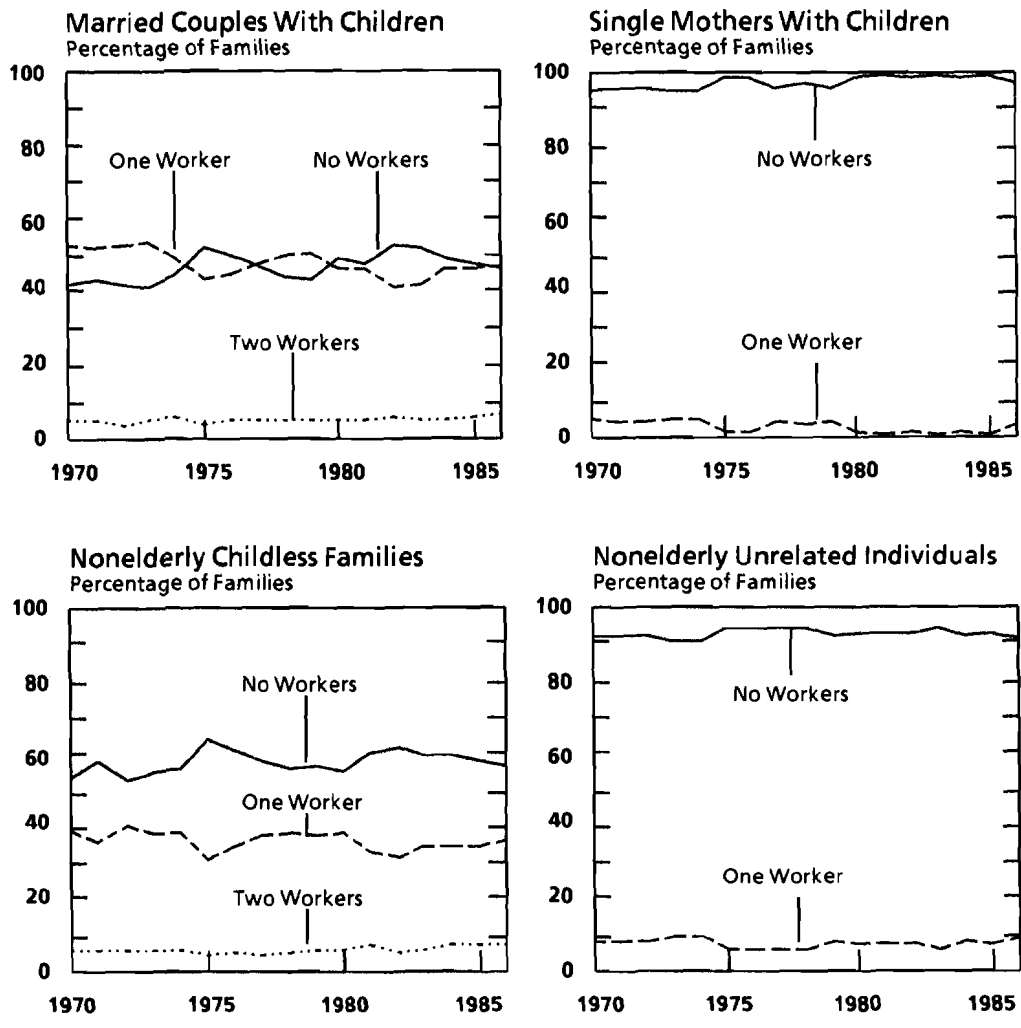 Married Couples With Children
Percentage of Families
100
80
60
40
20
0
One Worker
No Workers
Two Workers
1970
1975
1980
1985
Single Mothers With Children
Percentage of Families
100
80
60
40
20
0
No Workers
One Worker
1970
1975
1980
1985
Nonelderly Childless Families
Percentage of Families
100
80
60
40
20
0
No Workers
One Worker
Two Workers
1970
1975
1980
1985
Nonelderly Unrelated Individuals
Percentage of Families
100
80
60
40
20
0
No Workers
One Worker
1970
1975
1980
1985